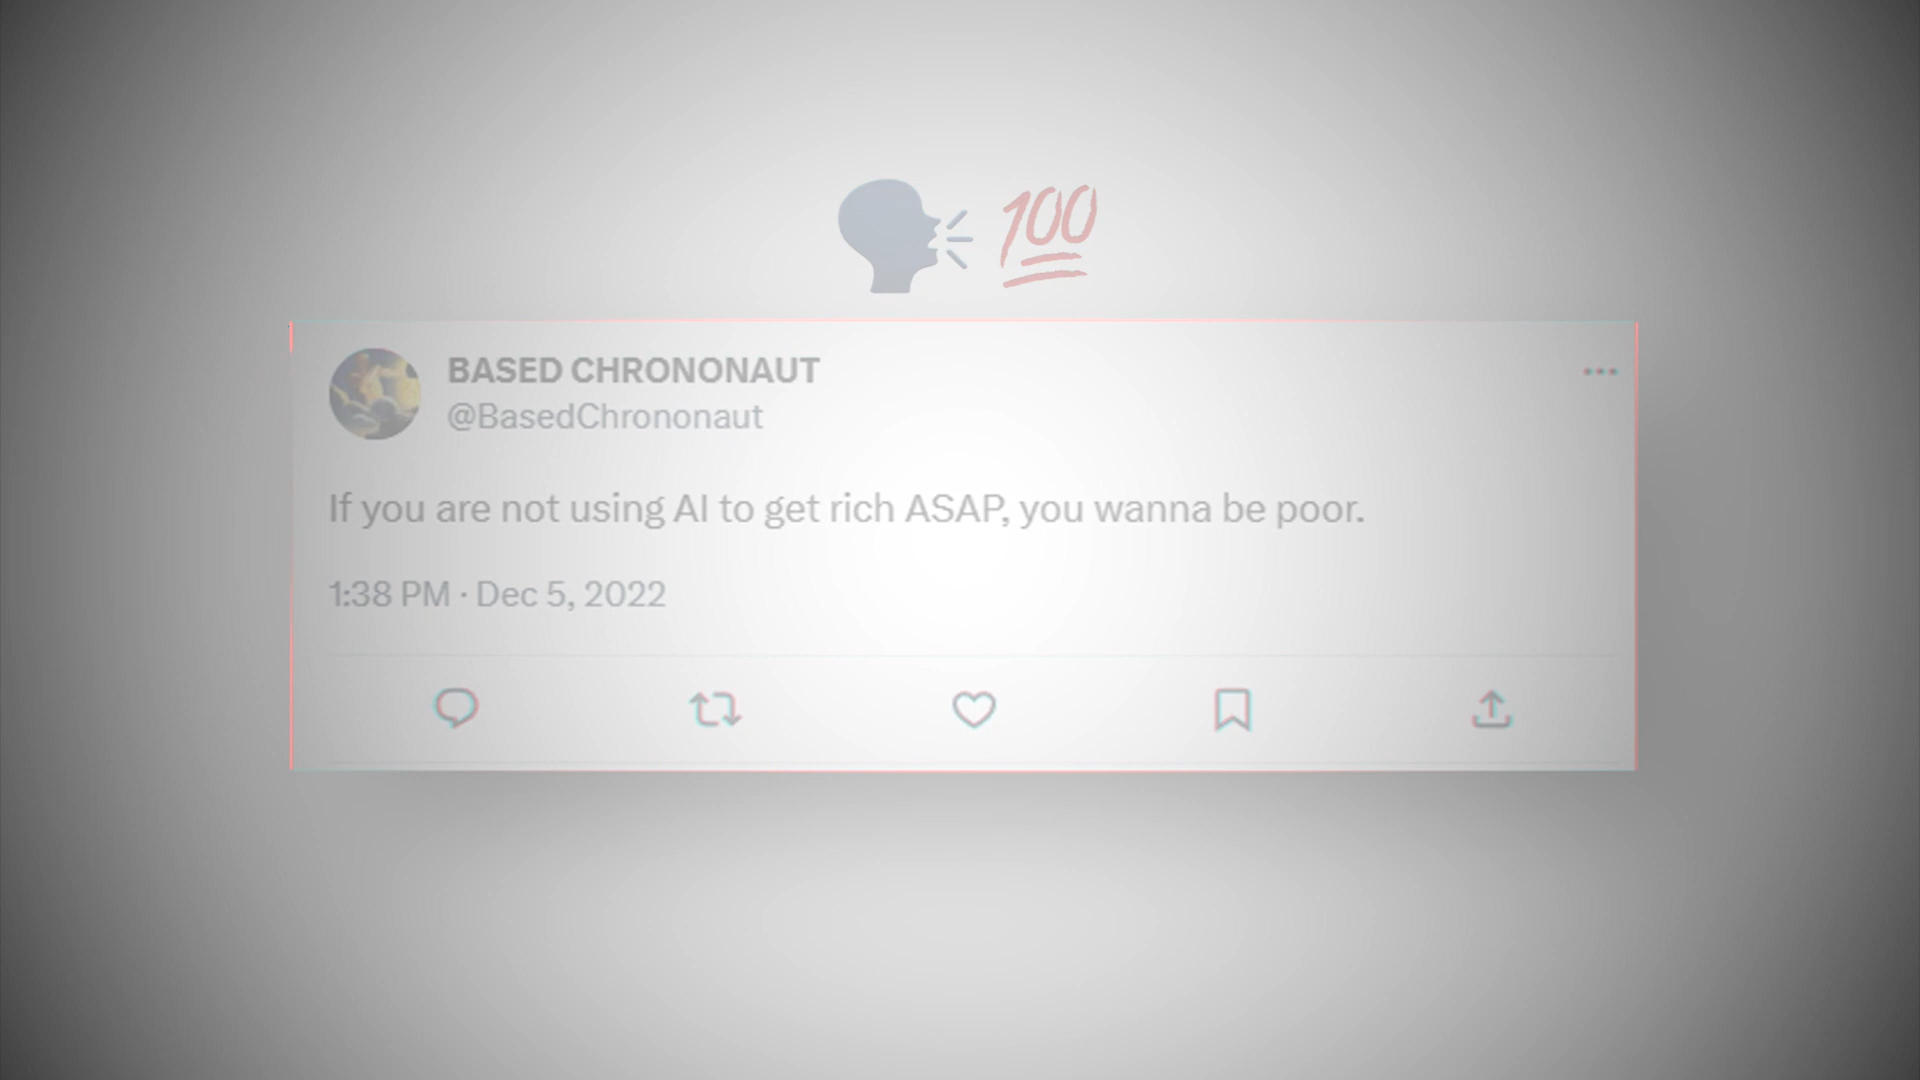 🗣️ 💯
BASED CHRONONAUT
@BasedChrononaut
If you are not using AI to get rich ASAP, you wanna be poor.
1:38 PM · Dec 5, 2022